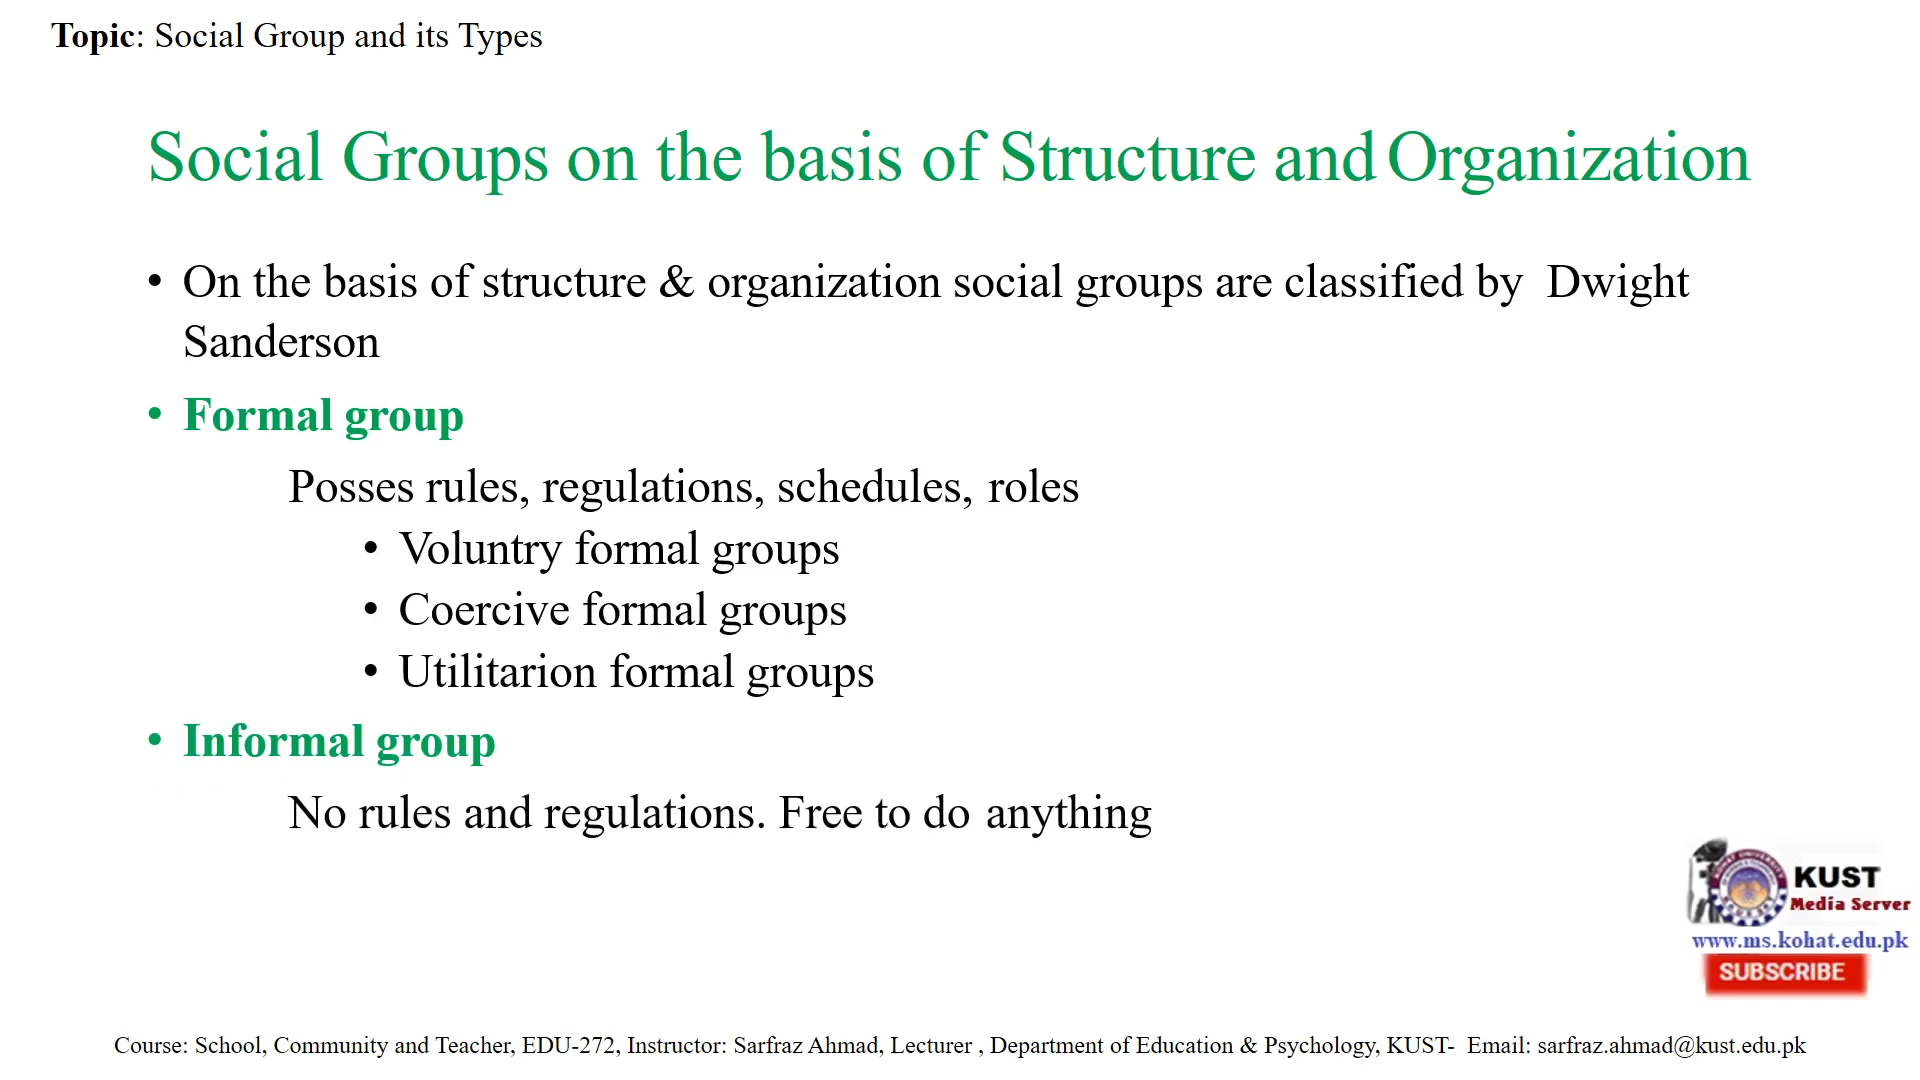 Topic: Social Group and its Types
Social Groups on the basis of Structure and Organization
• On the basis of structure & organization social groups are classified by Dwight
Sanderson
• Formal group
Posses rules, regulations, schedules, roles
• Voluntry formal groups
• Coercive formal groups
• Utilitarion formal groups
• Informal group
No rules and regulations. Free to do anything
KUST
Media Server
www.ms.kohat.edu.pk
SUBSCRIBE
Course: School, Community and Teacher, EDU-272, Instructor: Sarfraz Ahmad, Lecturer , Department of Education & Psychology, KUST- Email: sarfraz.ahmad@kust.edu.pk